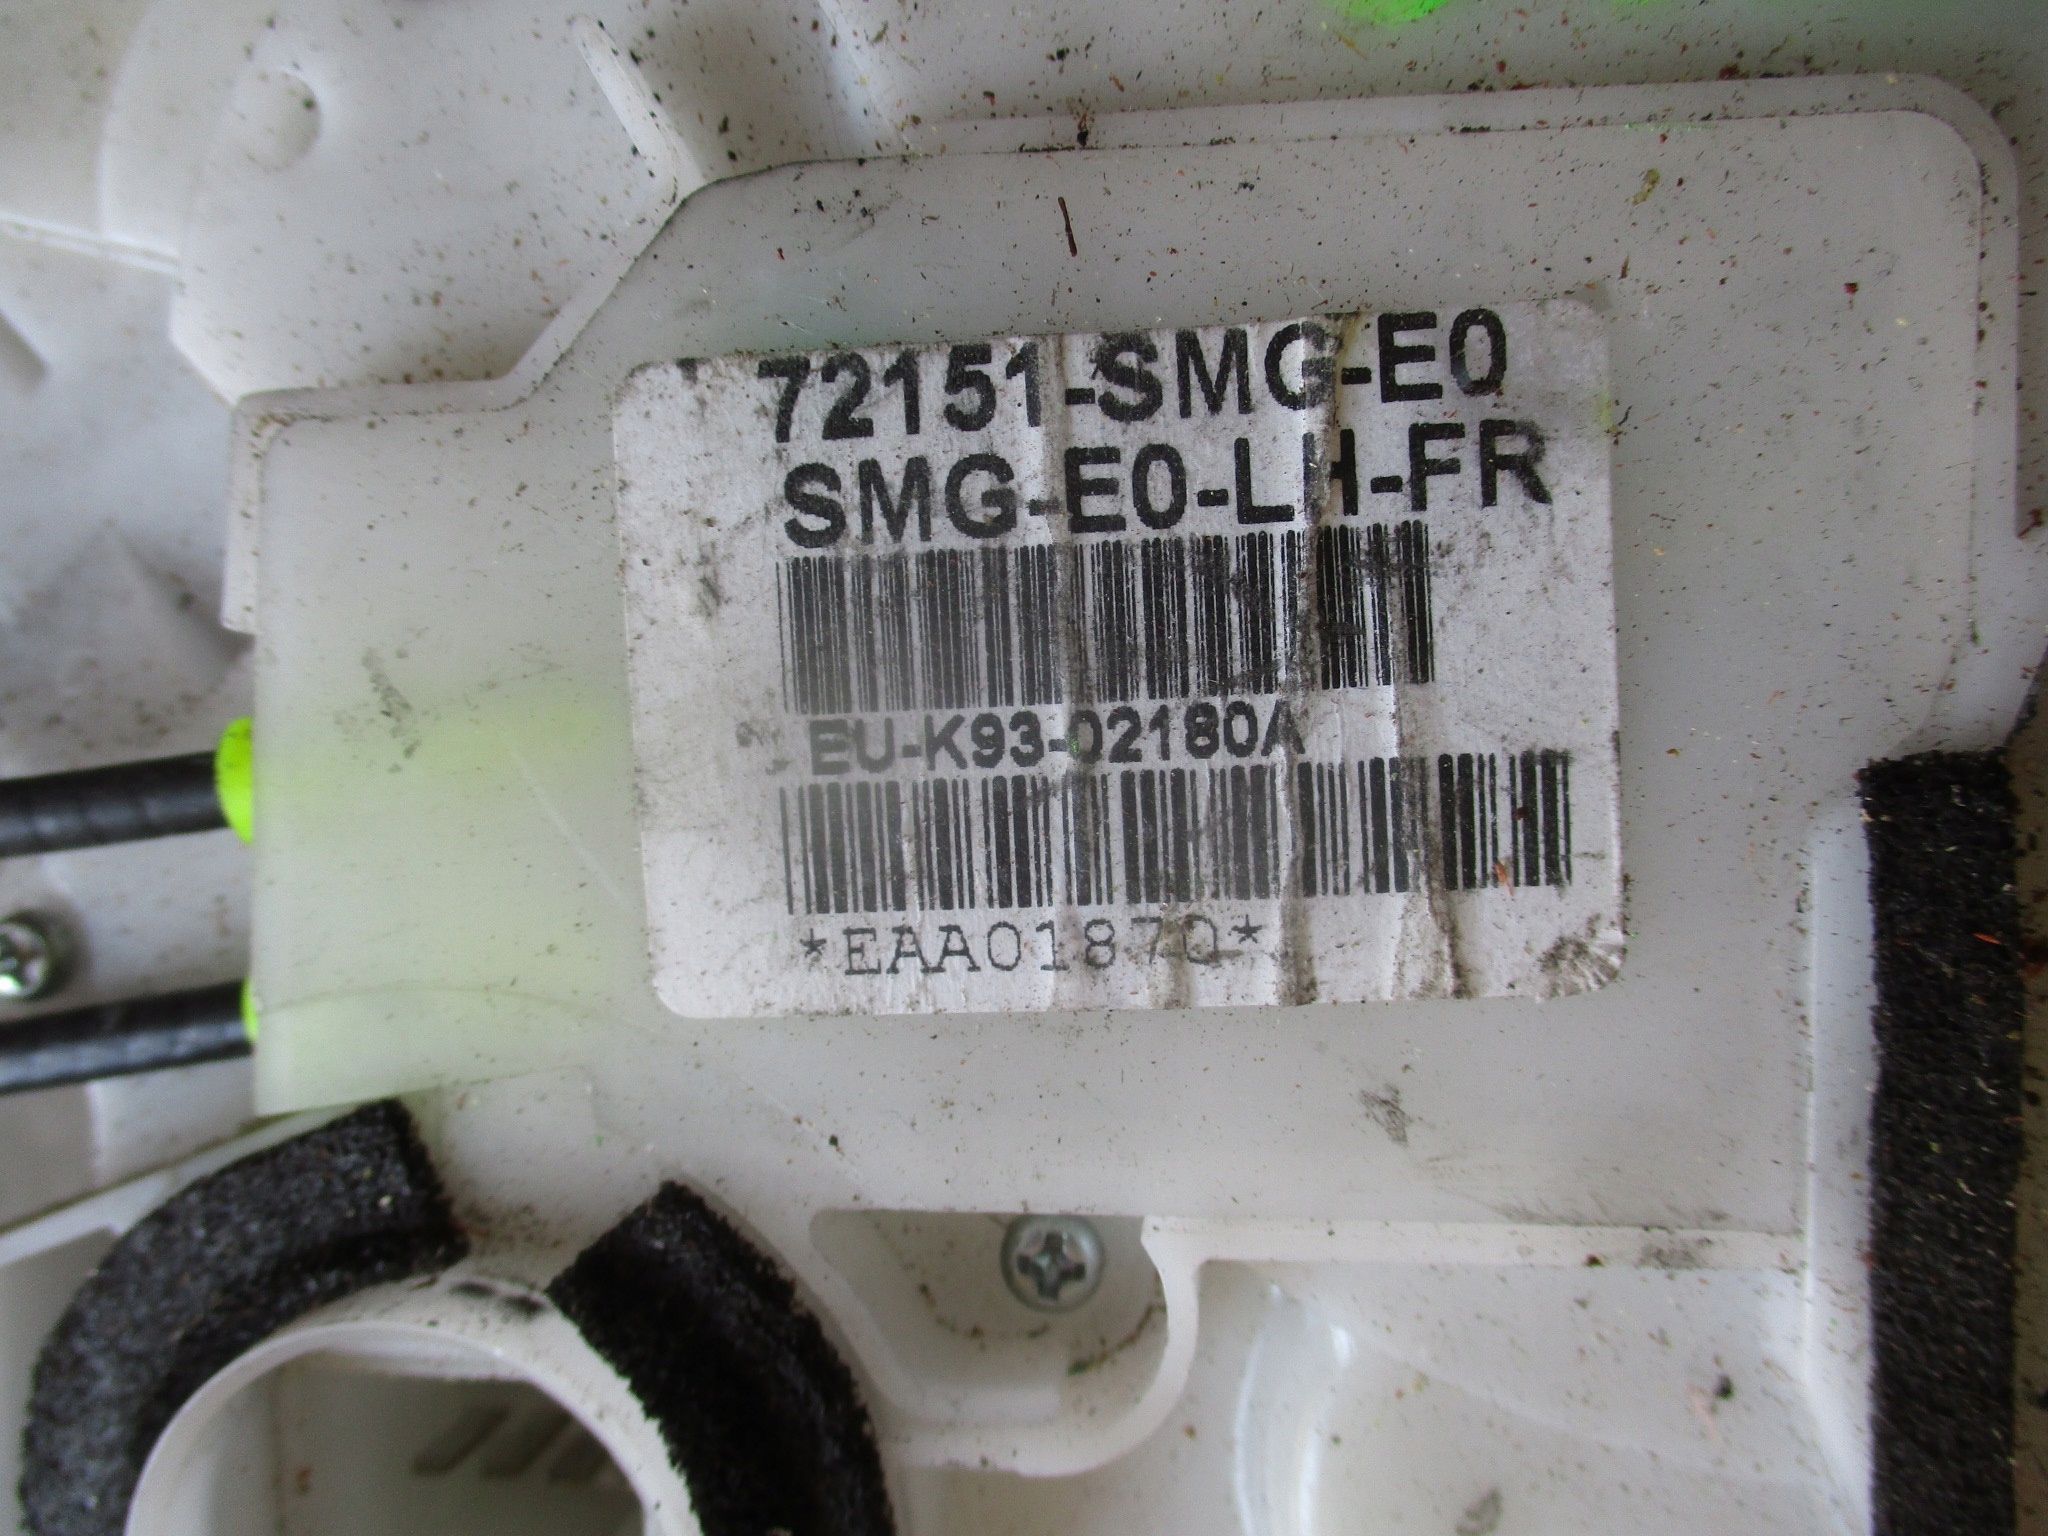 72151-SMG-E0
SMG-E0-LH-FR
EU-K93-02180A
*EAA01870*